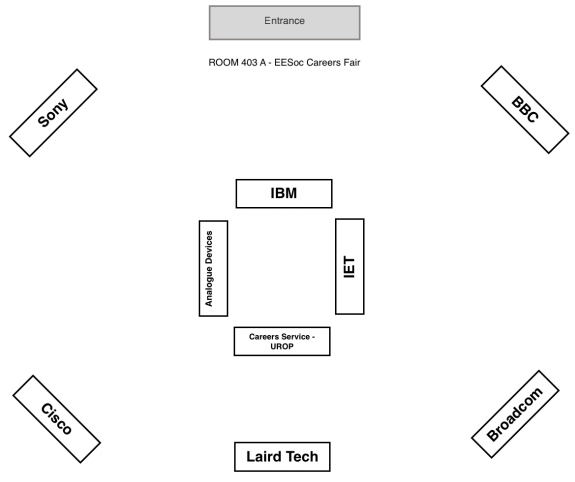 Entrance
ROOM 403 A - EESoc Careers Fair
Sony
BBC
IBM
Analogue Devices
IET
Careers Service -
UROP
Cisco
Broadcom
Laird Tech